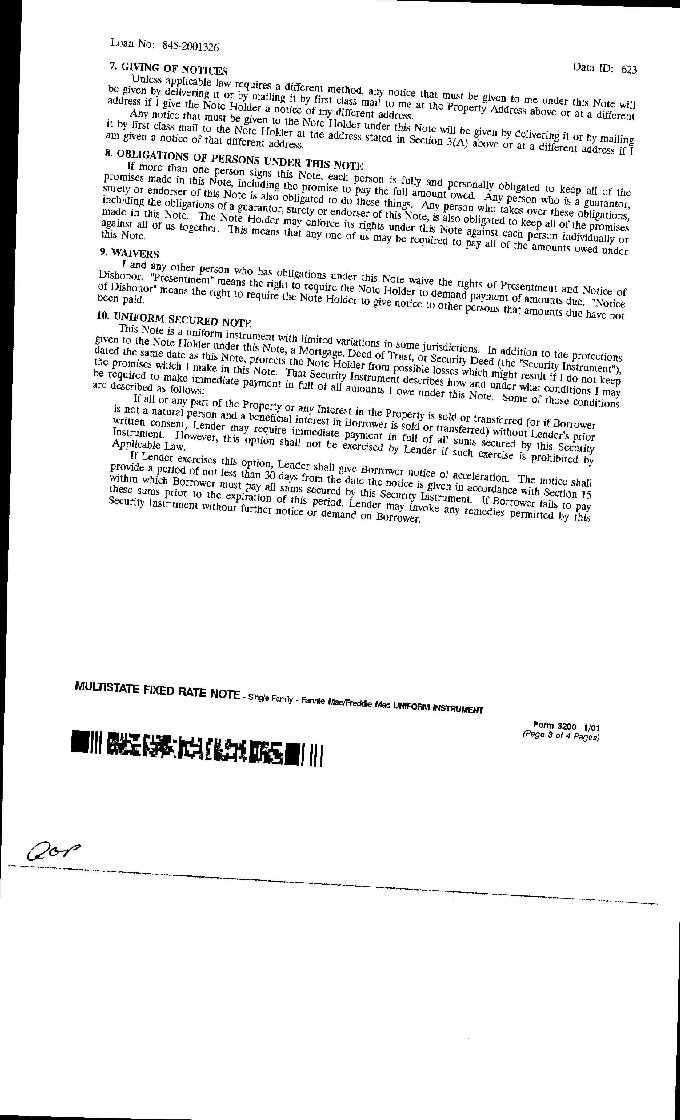 Loan No: 845-2001326
Data ID: 623
7. GIVING OF NOTICES
Unless applicable law requires a different method, any notice that must be given to me under this Note will
be given by delivering it or by mailing it by first class mail to me at the Property Address above or at a different
address if I give the Note Holder a notice of my different address.
Any notice that must be given to the Note Holder under this Note will be given by delivering it or by mailing
it by first class mail to the Note Holder at the address stated in Section 3(A) above or at a different address if I
am given a notice of that different address.
8. OBLIGATIONS OF PERSONS UNDER THIS NOTE
If more than one person signs this Note, each person is fully and personally obligated to keep all of the
promises made in this Note, including the promise to pay the full amount owed. Any person who is a guarantor,
surety or endorser of this Note is also obligated to do these things. Any person who takes over these obligations,
including the obligations of a guarantor, surety or endorser of this Note, is also obligated to keep all of the promises
made in this Note. The Note Holder may enforce its rights under this Note against each person individually or
against all of us together. This means that any one of us may be required to pay all of the amounts owed under
this Note.
9. WAIVERS
I and any other person who has obligations under this Note waive the rights of Presentment and Notice of
Dishonor. "Presentment" means the right to require the Note Holder to demand payment of amounts due. "Notice
of Dishonor" means the right to require the Note Holder to give notice to other persons that amounts due have not
been paid.
10. UNIFORM SECURED NOTE
This Note is a uniform instrument with limited variations in some jurisdictions. In addition to the protections
given to the Note Holder under this Note, a Mortgage, Deed of Trust, or Security Deed (the "Security Instrument"),
dated the same date as this Note, protects the Note Holder from possible losses which might result if I do not keep
the promises which I make in this Note. That Security Instrument describes how and under what conditions I may
be required to make immediate payment in full of all amounts I owe under this Note. Some of those conditions
are described as follows:
If all or any part of the Property or any Interest in the Property is sold or transferred (or if Borrower
is not a natural person and a beneficial interest in Borrower is sold or transferred) without Lender's prior
written consent, Lender may require immediate payment in full of all sums secured by this Security
Instrument. However, this option shall not be exercised by Lender if such exercise is prohibited by
Applicable Law.
If Lender exercises this option, Lender shall give Borrower notice of acceleration. The notice shall
provide a period of not less than 30 days from the date the notice is given in accordance with Section 15
within which Borrower must pay all sums secured by this Security Instrument. If Borrower fails to pay
these sums prior to the expiration of this period, Lender may invoke any remedies permitted by this
Security Instrument without further notice or demand on Borrower.
MULTISTATE FIXED RATE NOTE - Single Family - Fannie Mae/Freddie Mac UNIFORM INSTRUMENT
Form 3200 1/01
(Page 3 of 4 Pages)